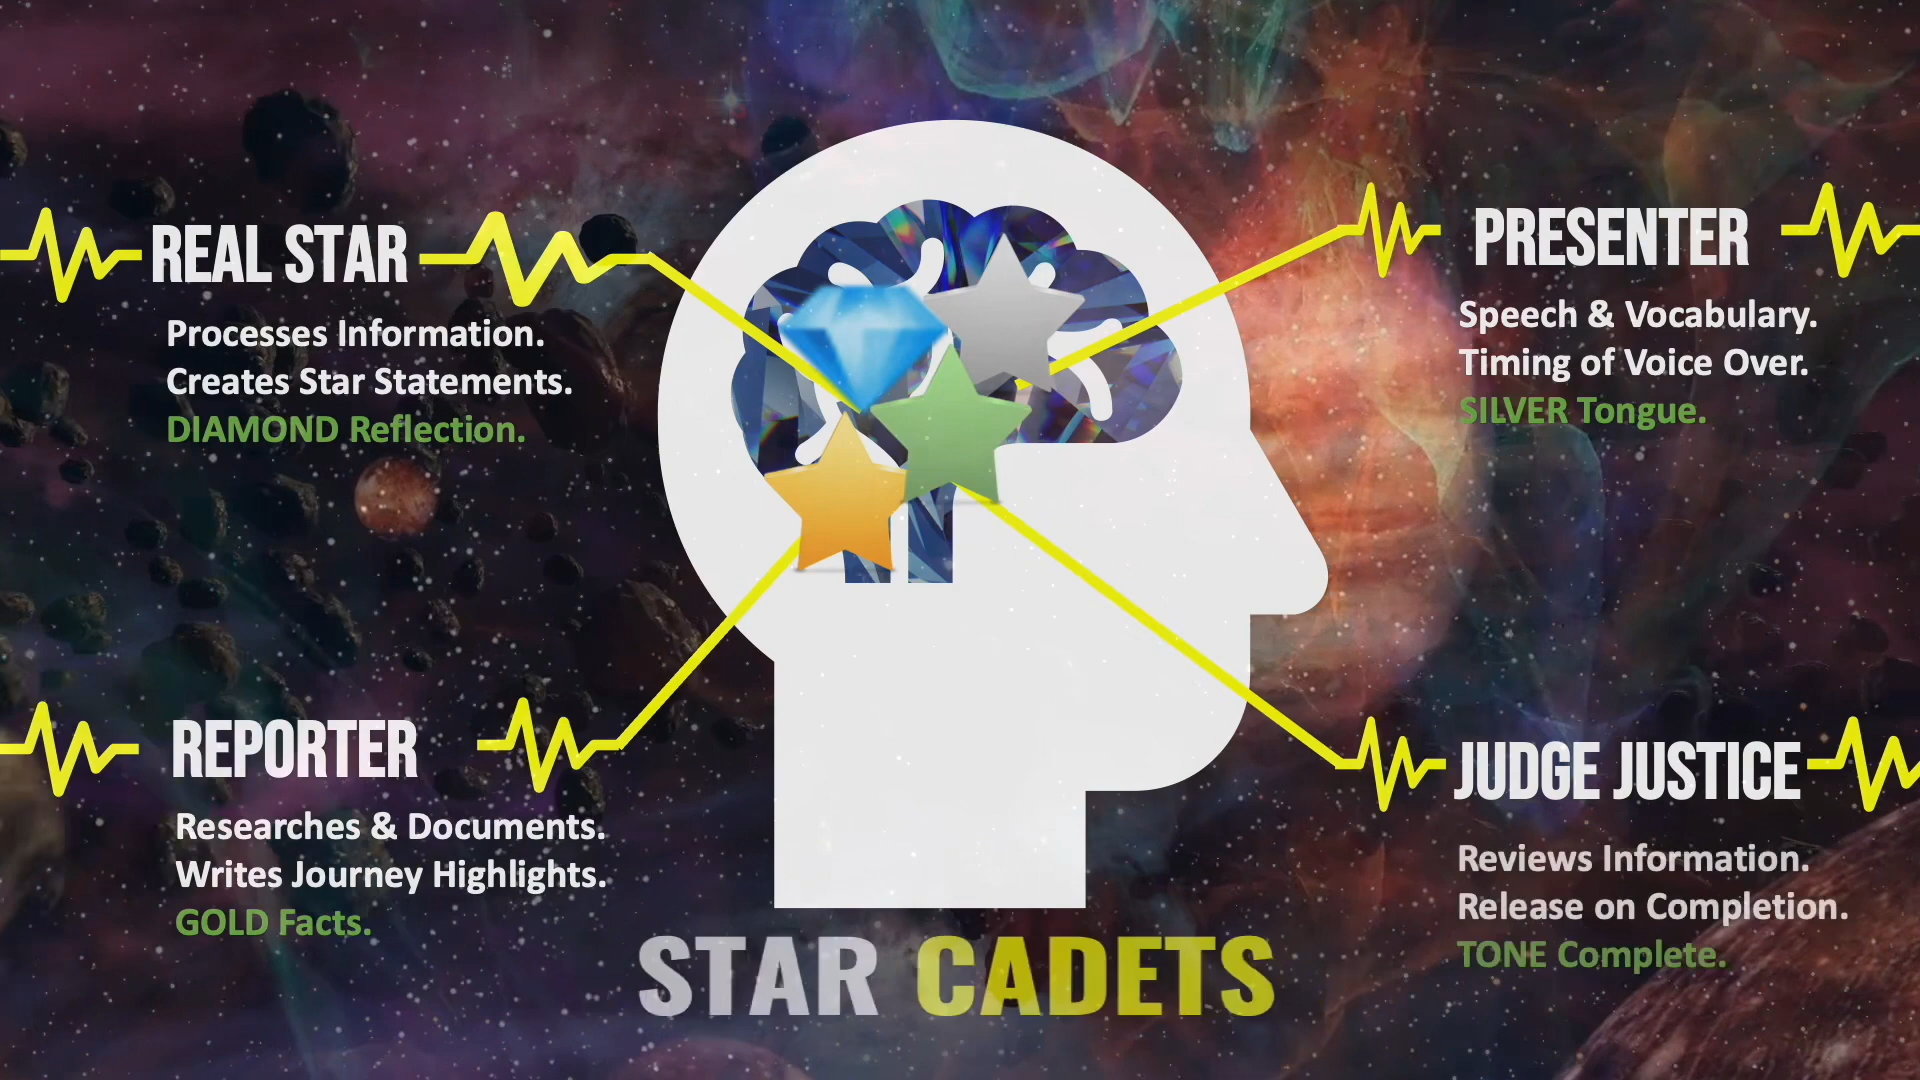 REAL STAR
Processes Information.
Creates Star Statements.
DIAMOND Reflection.
PRESENTER
Speech & Vocabulary.
Timing of Voice Over.
SILVER Tongue.
REPORTER
Researches & Documents.
Writes Journey Highlights.
GOLD Facts.
JUDGE JUSTICE
Reviews Information.
Release on Completion.
TONE Complete.
STAR CADETS